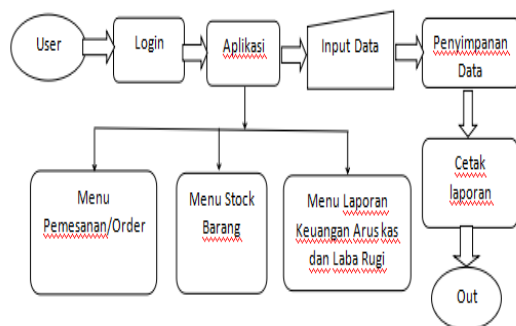 User
Login
Aplikasi
Input Data
Penyimpanan
Data
Menu
Pemesanan/Order
Menu Stock
Barang
Menu Laporan
Keuangan Arus kas
dan Laba Rugi
Cetak
laporan
Out